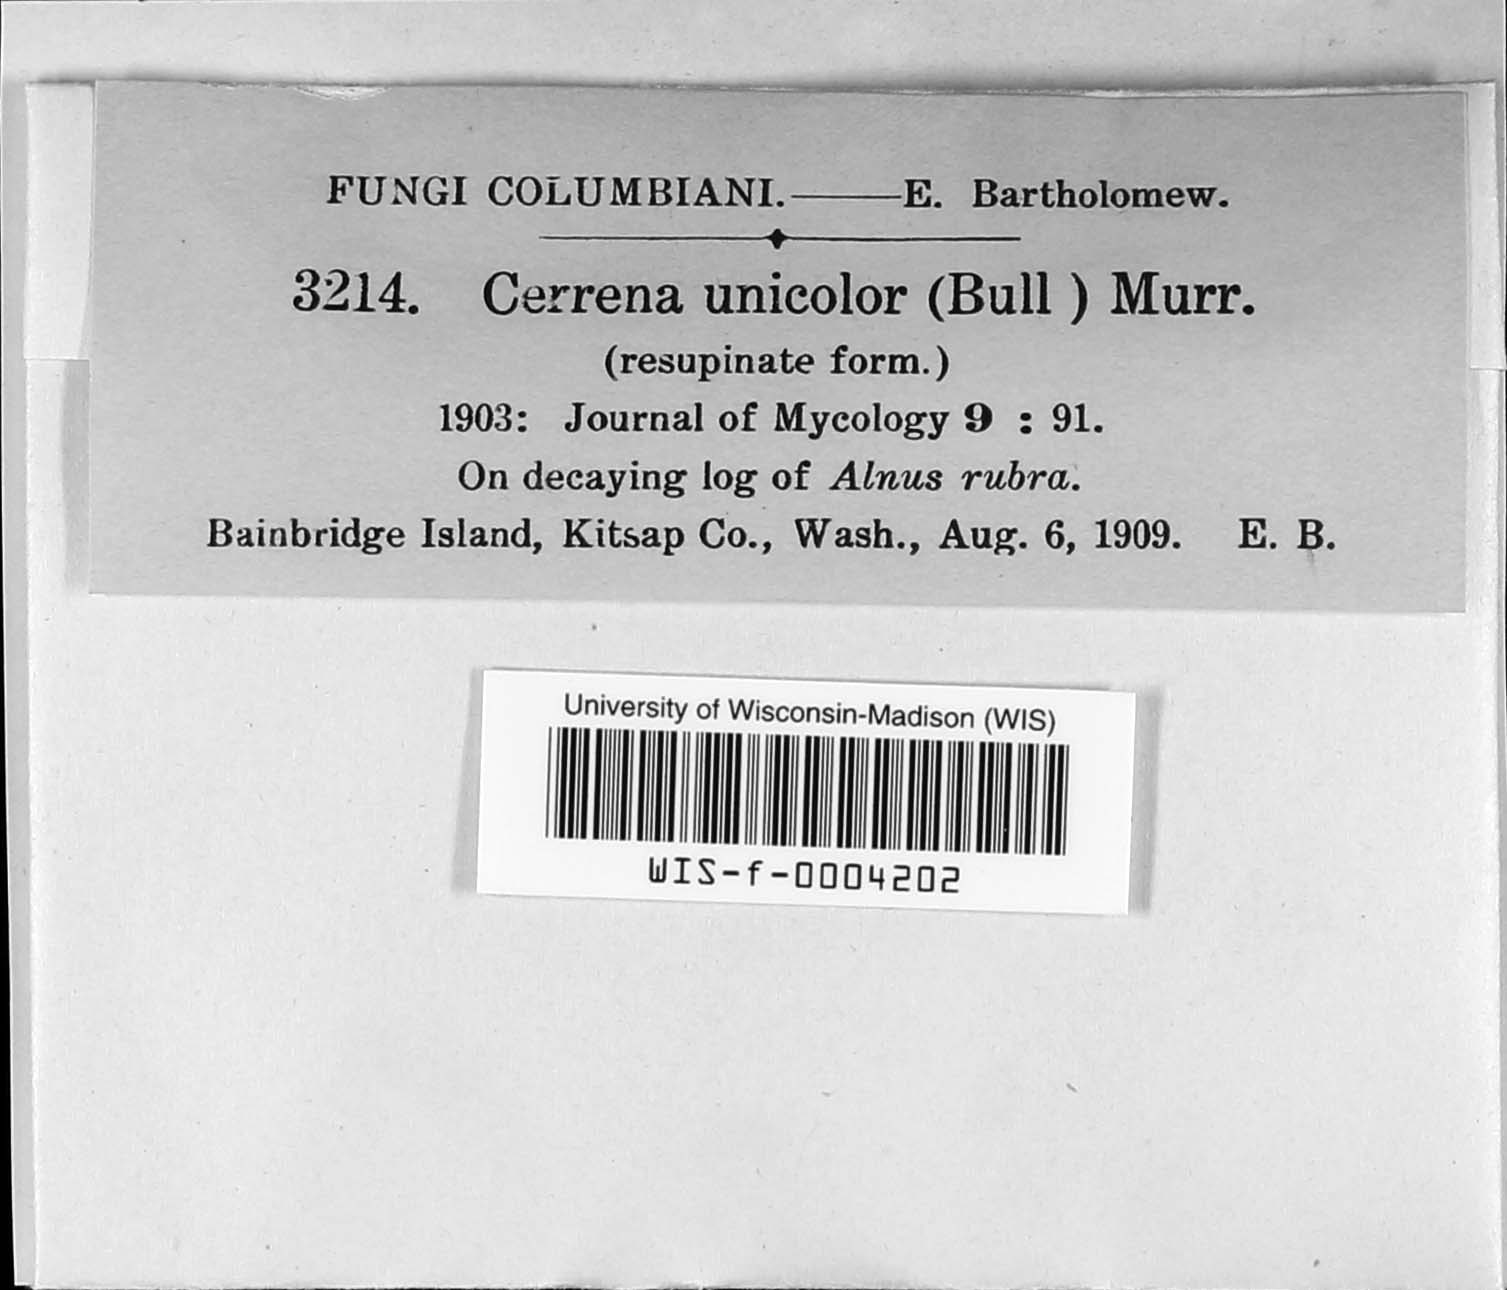 FUNGI COLUMBIANI.———E. Bartholomew.
3214. Cerrena unicolor (Bull ) Murr.
(resupinate form.)
1903: Journal of Mycology 9 : 91.
On decaying log of Alnus rubra.
Bainbridge Island, Kitsap Co., Wash., Aug. 6, 1909. E. B.
University of Wisconsin-Madison (WIS)
WIS-f-0004202